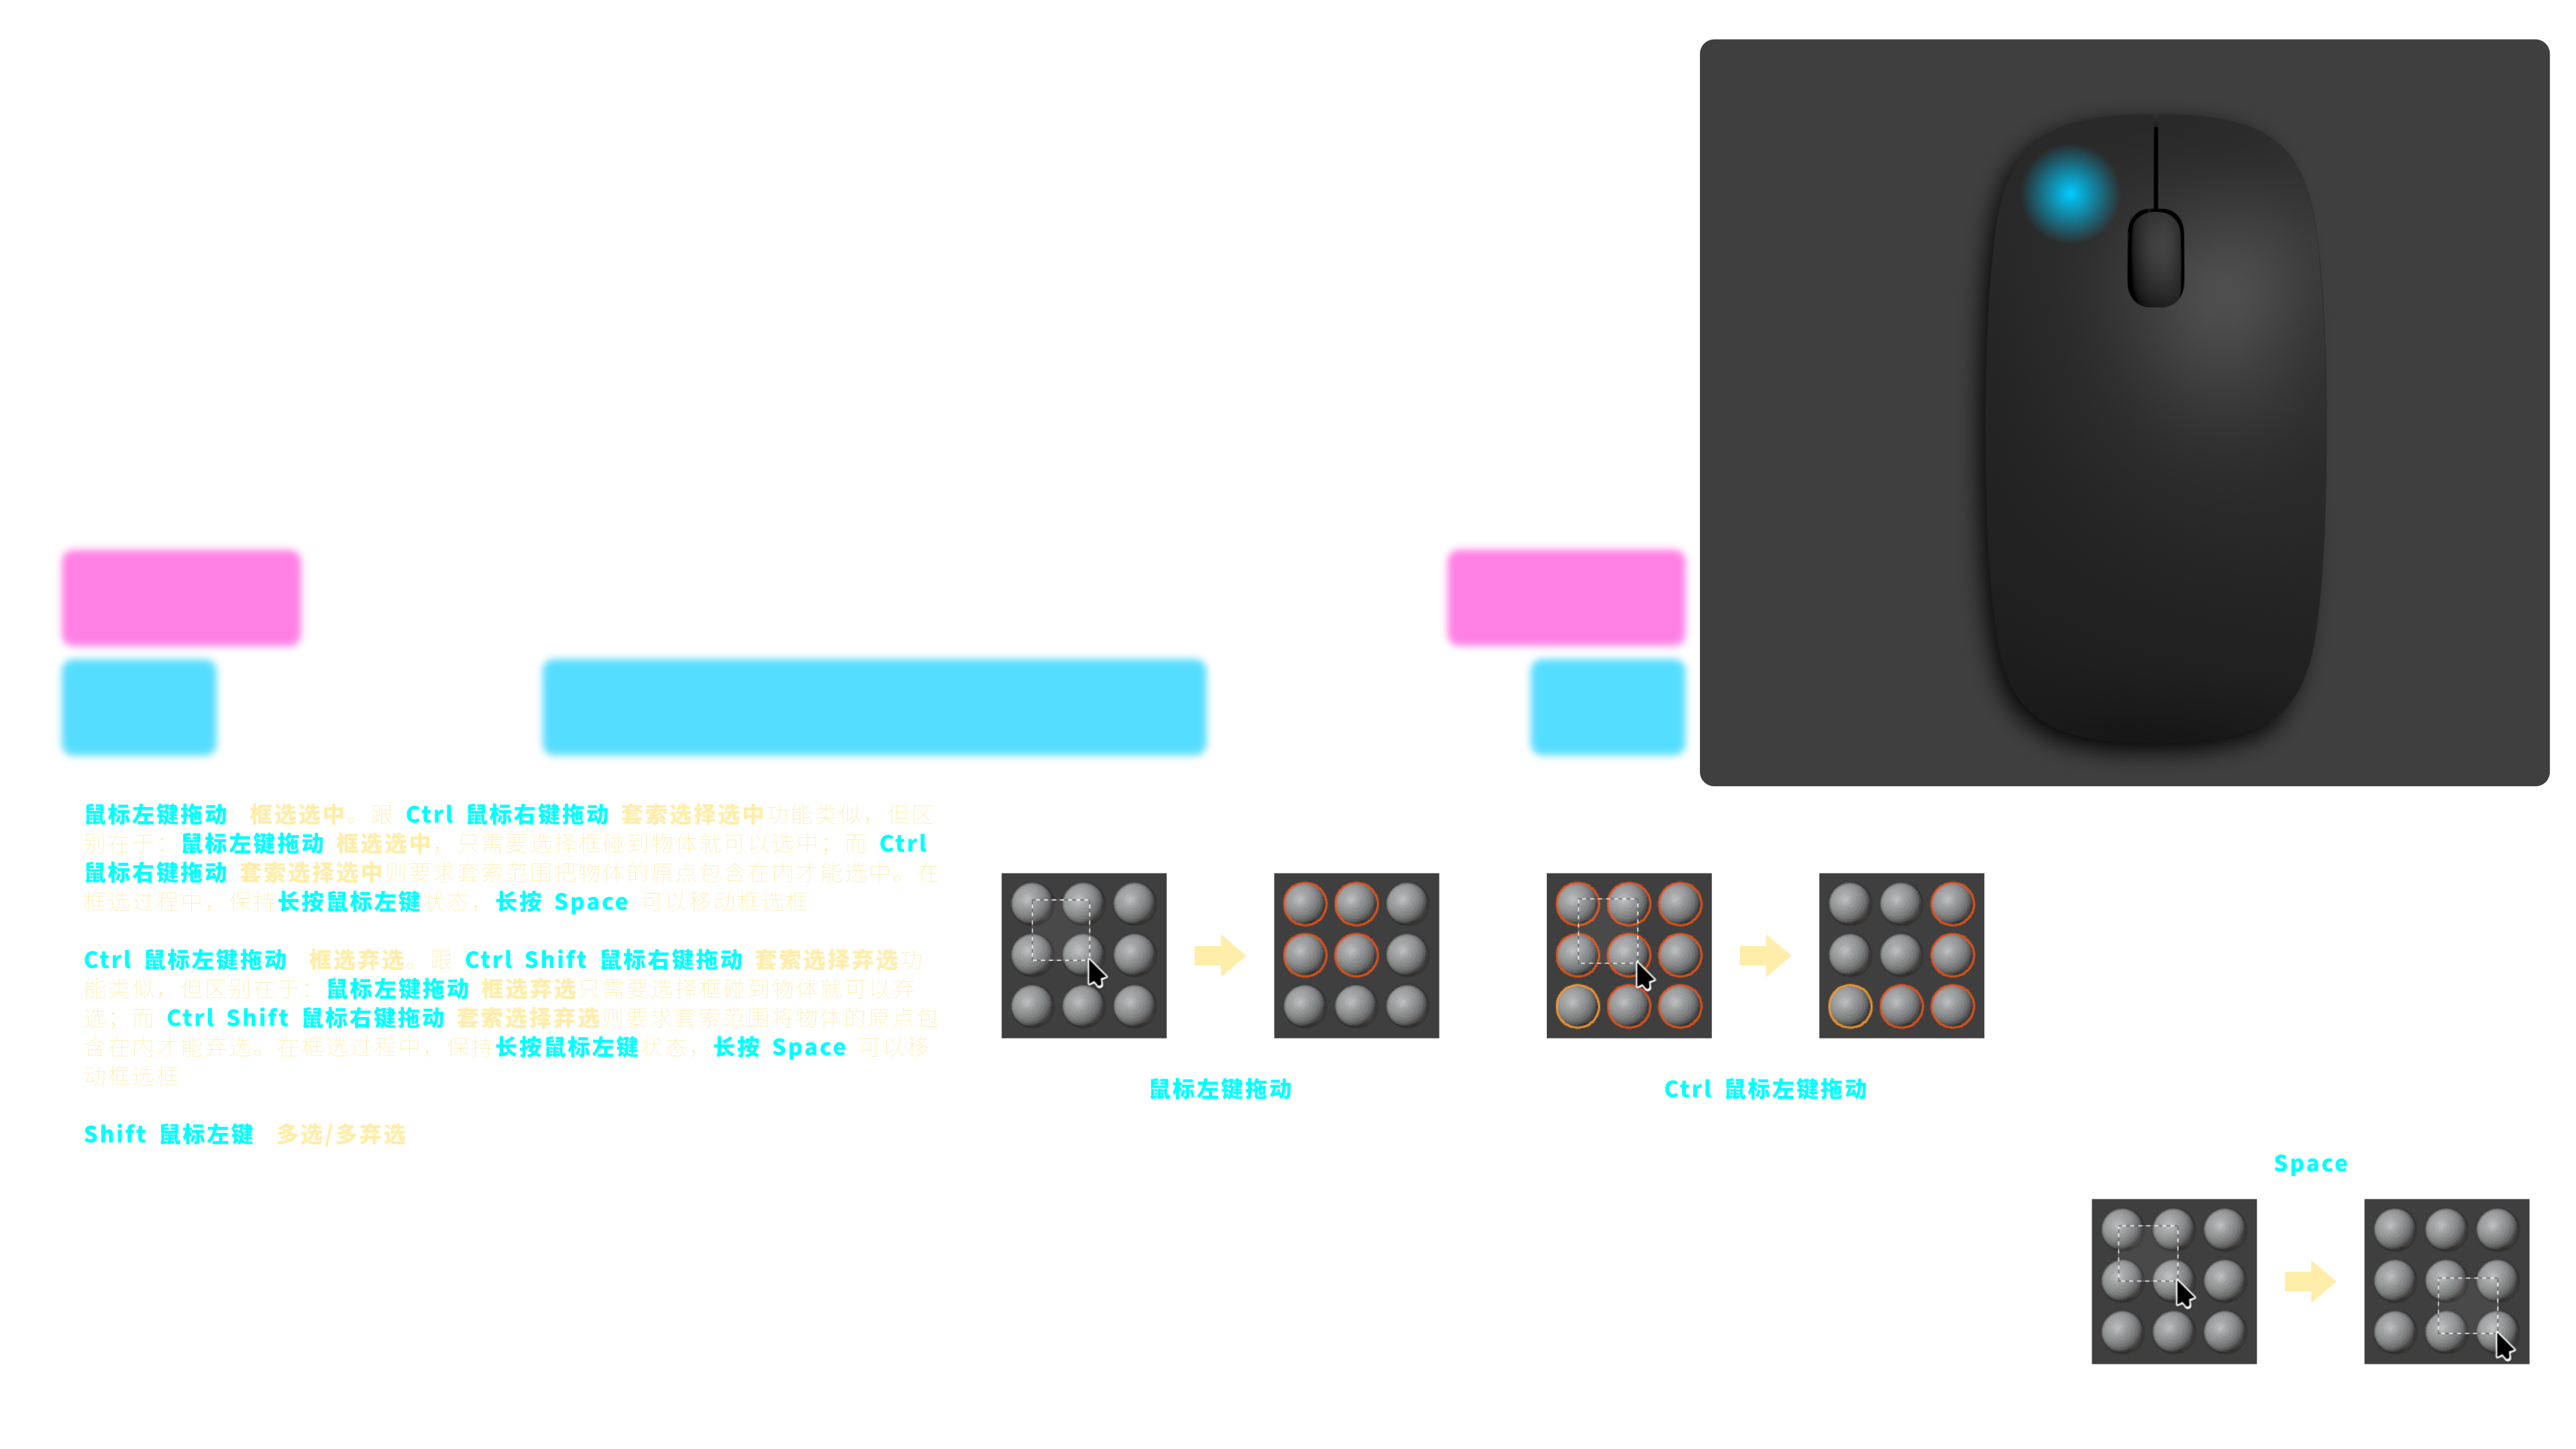 鼠标左键拖动 框选选中。跟 Ctrl 鼠标右键拖动 套索选择选中功能类似，但区
别在于：鼠标左键拖动 框选选中，只需要选择框碰到物体就可以选中；而 Ctrl
鼠标右键拖动 套索选择选中则要求套索范围把物体的原点包含在内才能选中。在
框选过程中，保持长按鼠标左键状态，长按 Space 可以移动框选框
Ctrl 鼠标左键拖动 框选弃选。跟 Ctrl Shift 鼠标右键拖动 套索选择弃选功
能类似，但区别在于：鼠标左键拖动 框选弃选只需要选择框碰到物体就可以弃
选；而 Ctrl Shift 鼠标右键拖动 套索选择弃选则要求套索范围将物体的原点包
含在内才能弃选。在框选过程中，保持长按鼠标左键状态，长按 Space 可以移
动框选框
Shift 鼠标左键 多选/多弃选
鼠标左键拖动
Ctrl 鼠标左键拖动
Space